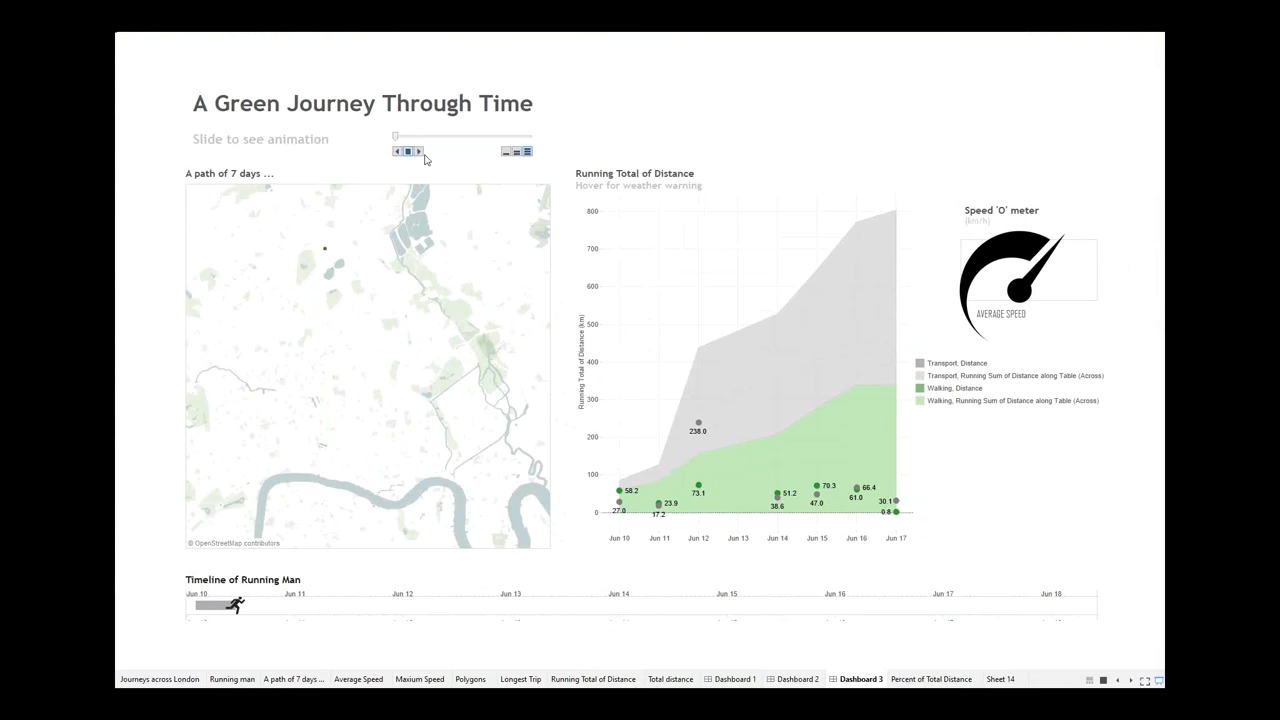 A Green Journey Through Time
Slide to see animation
A path of 7 days ...
© OpenStreetMap contributors
Running Total of Distance
Hover for weather warning
Running Total of Distance (km)
800
700
600
500
400
300
200
100
0
58.2
27.0
23.9
17.2
238.0
73.1
51.2
38.6
70.3
47.0
66.4
61.0
30.1
0.8
Jun 10 Jun 11 Jun 12 Jun 13 Jun 14 Jun 15 Jun 16 Jun 17
Speed 'O' meter
(km/h)
AVERAGE SPEED
Transport, Distance
Transport, Running Sum of Distance along Table (Across)
Walking, Distance
Walking, Running Sum of Distance along Table (Across)
Timeline of Running Man
Jun 10 Jun 11 Jun 12 Jun 13 Jun 14 Jun 15 Jun 16 Jun 17 Jun 18
Journeys across London Running man A path of 7 days ... Average Speed Maxium Speed Polygons Longest Trip Running Total of Distance Total distance Dashboard 1 Dashboard 2 Dashboard 3 Percent of Total Distance Sheet 14